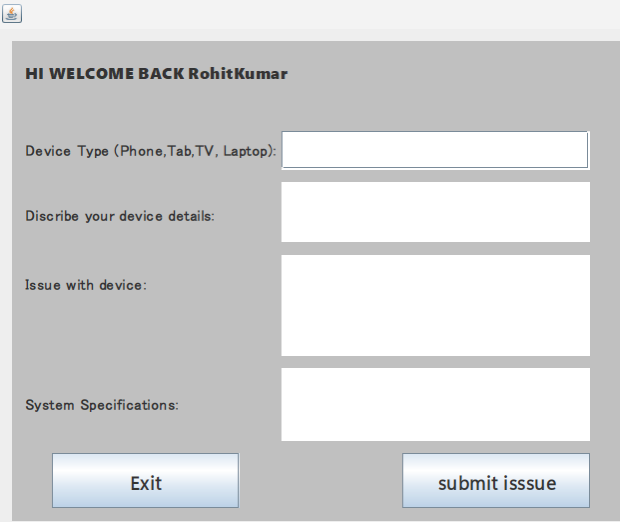 HI WELCOME BACK RohitKumar
Device Type (Phone,Tab,TV, Laptop):
Discribe your device details:
Issue with device:
System Specifications:
Exit
submit isssue